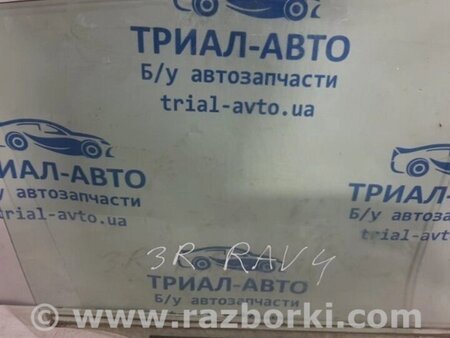 ТРИАЛ-АВТО
Б/у автозапчасти
trial-avto.ua
ТРИАЛ-АВТО
Б/у автозапчасти
trial-avto.ua
ТРИАЛ-АВТО
Б/у автозапчасти
trial-avto.ua
3R RAV4
ТРИАЛ-АВТО
Б/у автозапчасти
www.razborki.com